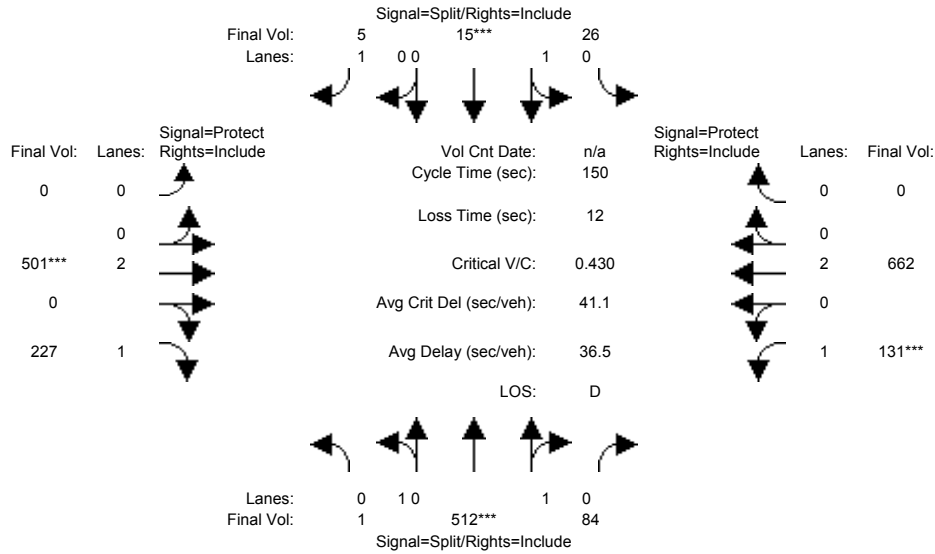 Signal=Split/Rights=Include
Final Vol: 5 15*** 26
Lanes: 1 0 0 1 0
Signal=Protect Signal=Protect
Final Vol: Lanes: Rights=Include Vol Cnt Date: n/a Rights=Include Lanes: Final Vol:
Cycle Time (sec): 150
0 0 0 0
Loss Time (sec): 12
0 0
501*** 2 Critical V/C: 0.430 2 662
0 Avg Crit Del (sec/veh): 41.1 0
227 1 Avg Delay (sec/veh): 36.5 1 131***
LOS: D
Lanes: 0 1 0 1 0
Final Vol: 1 512*** 84
Signal=Split/Rights=Include